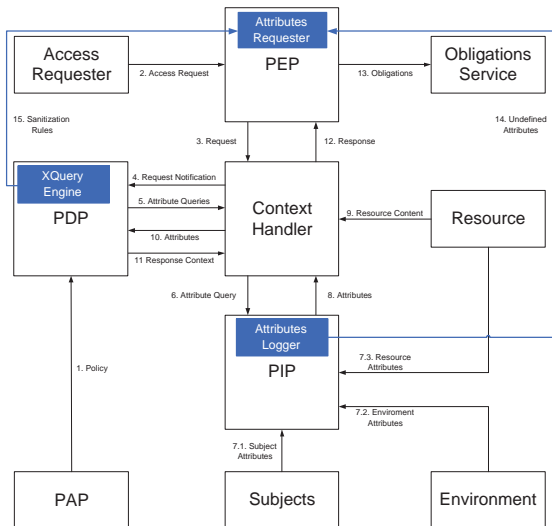 Attributes
Requester
PEP
Access
Requester
2. Access Request
13. Obligations
Obligations
Service
15. Sanitization
Rules
3. Request
12. Response
14. Undefined
Attributes
XQuery
Engine
PDP
4. Request Notification
5. Attribute Queries
10. Attributes
11 Response Context
Context
Handler
9. Resource Content
Resource
6. Attribute Query
8. Attributes
Attributes
Logger
PIP
7.3. Resource
Attributes
1. Policy
7.2. Enviroment
Attributes
7.1. Subject
Attributes
PAP
Subjects
Environment